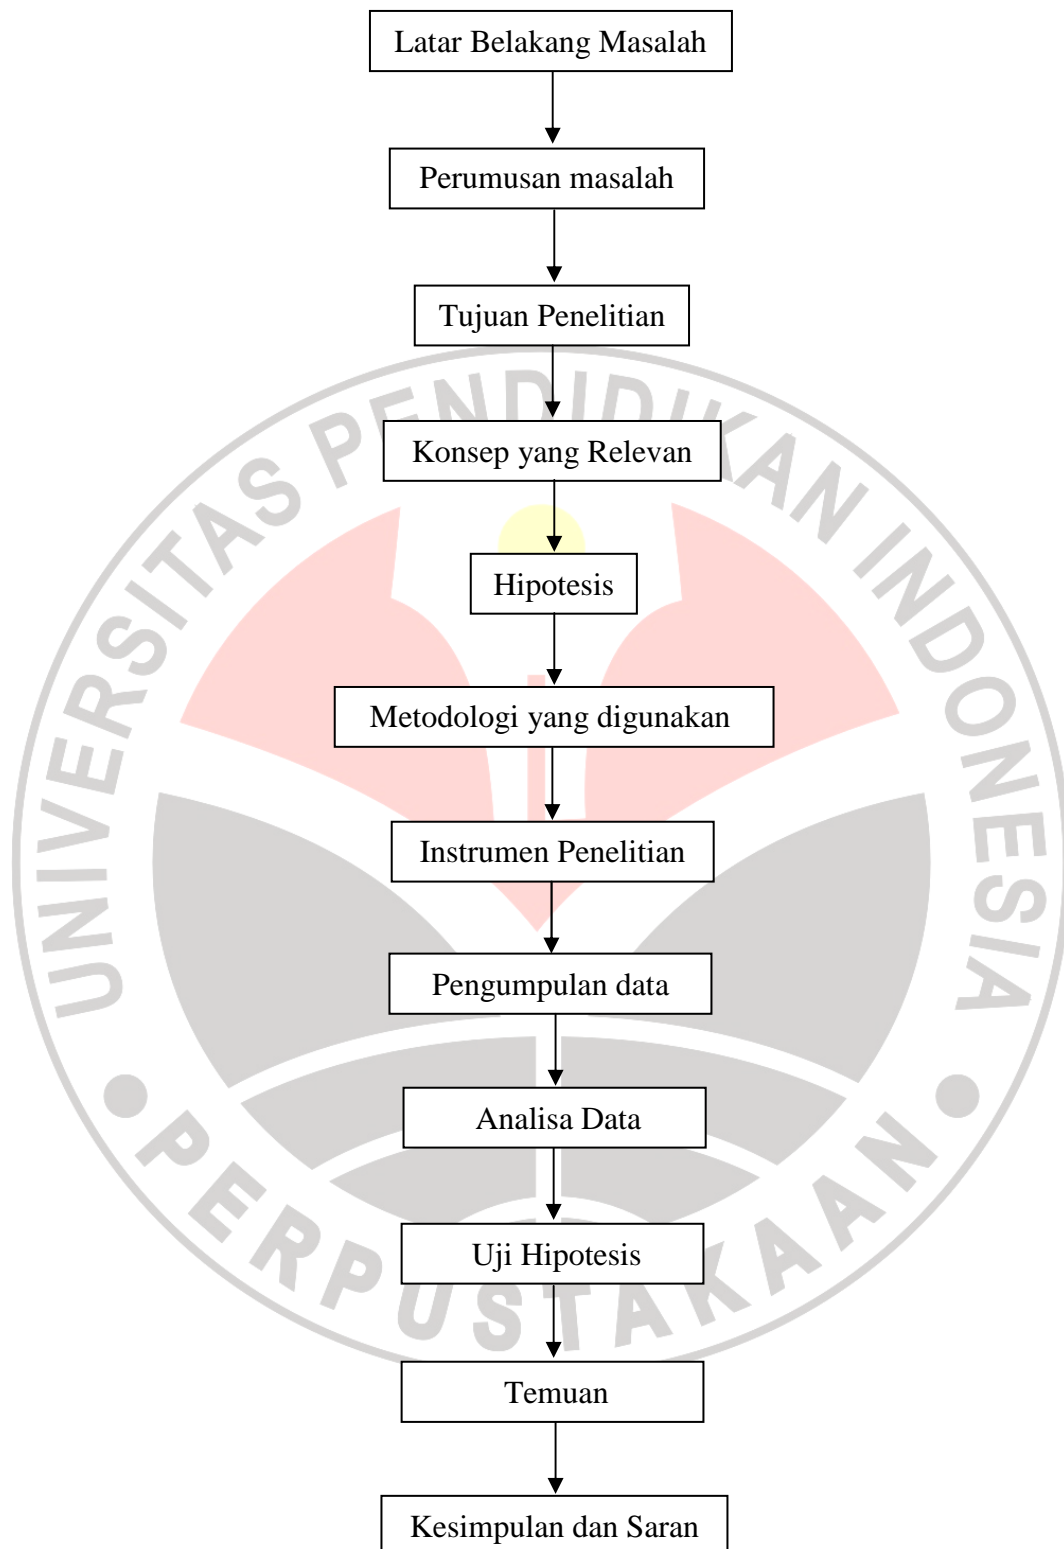 Latar Belakang Masalah
Perumusan masalah
Tujuan Penelitian
Konsep yang Relevan
Hipotesis
Metodologi yang digunakan
Instrumen Penelitian
Pengumpulan data
Analisa Data
Uji Hipotesis
Temuan
Kesimpulan dan Saran
UNIVERSITAS PENDIDIKAN INDONESIA
PERPUSTAKAAN